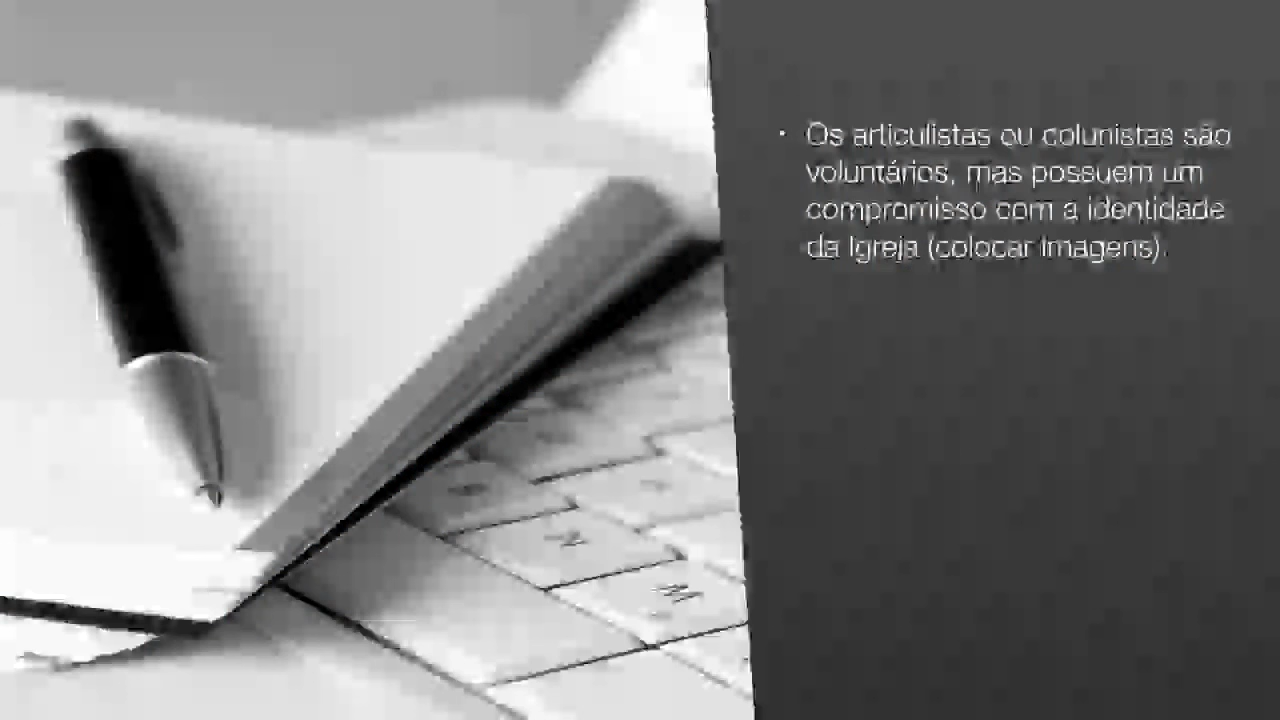 • Os articulistas ou colunistas são
voluntários, mas possuem um
compromisso com a identidade
da Igreja (colocar imagens).